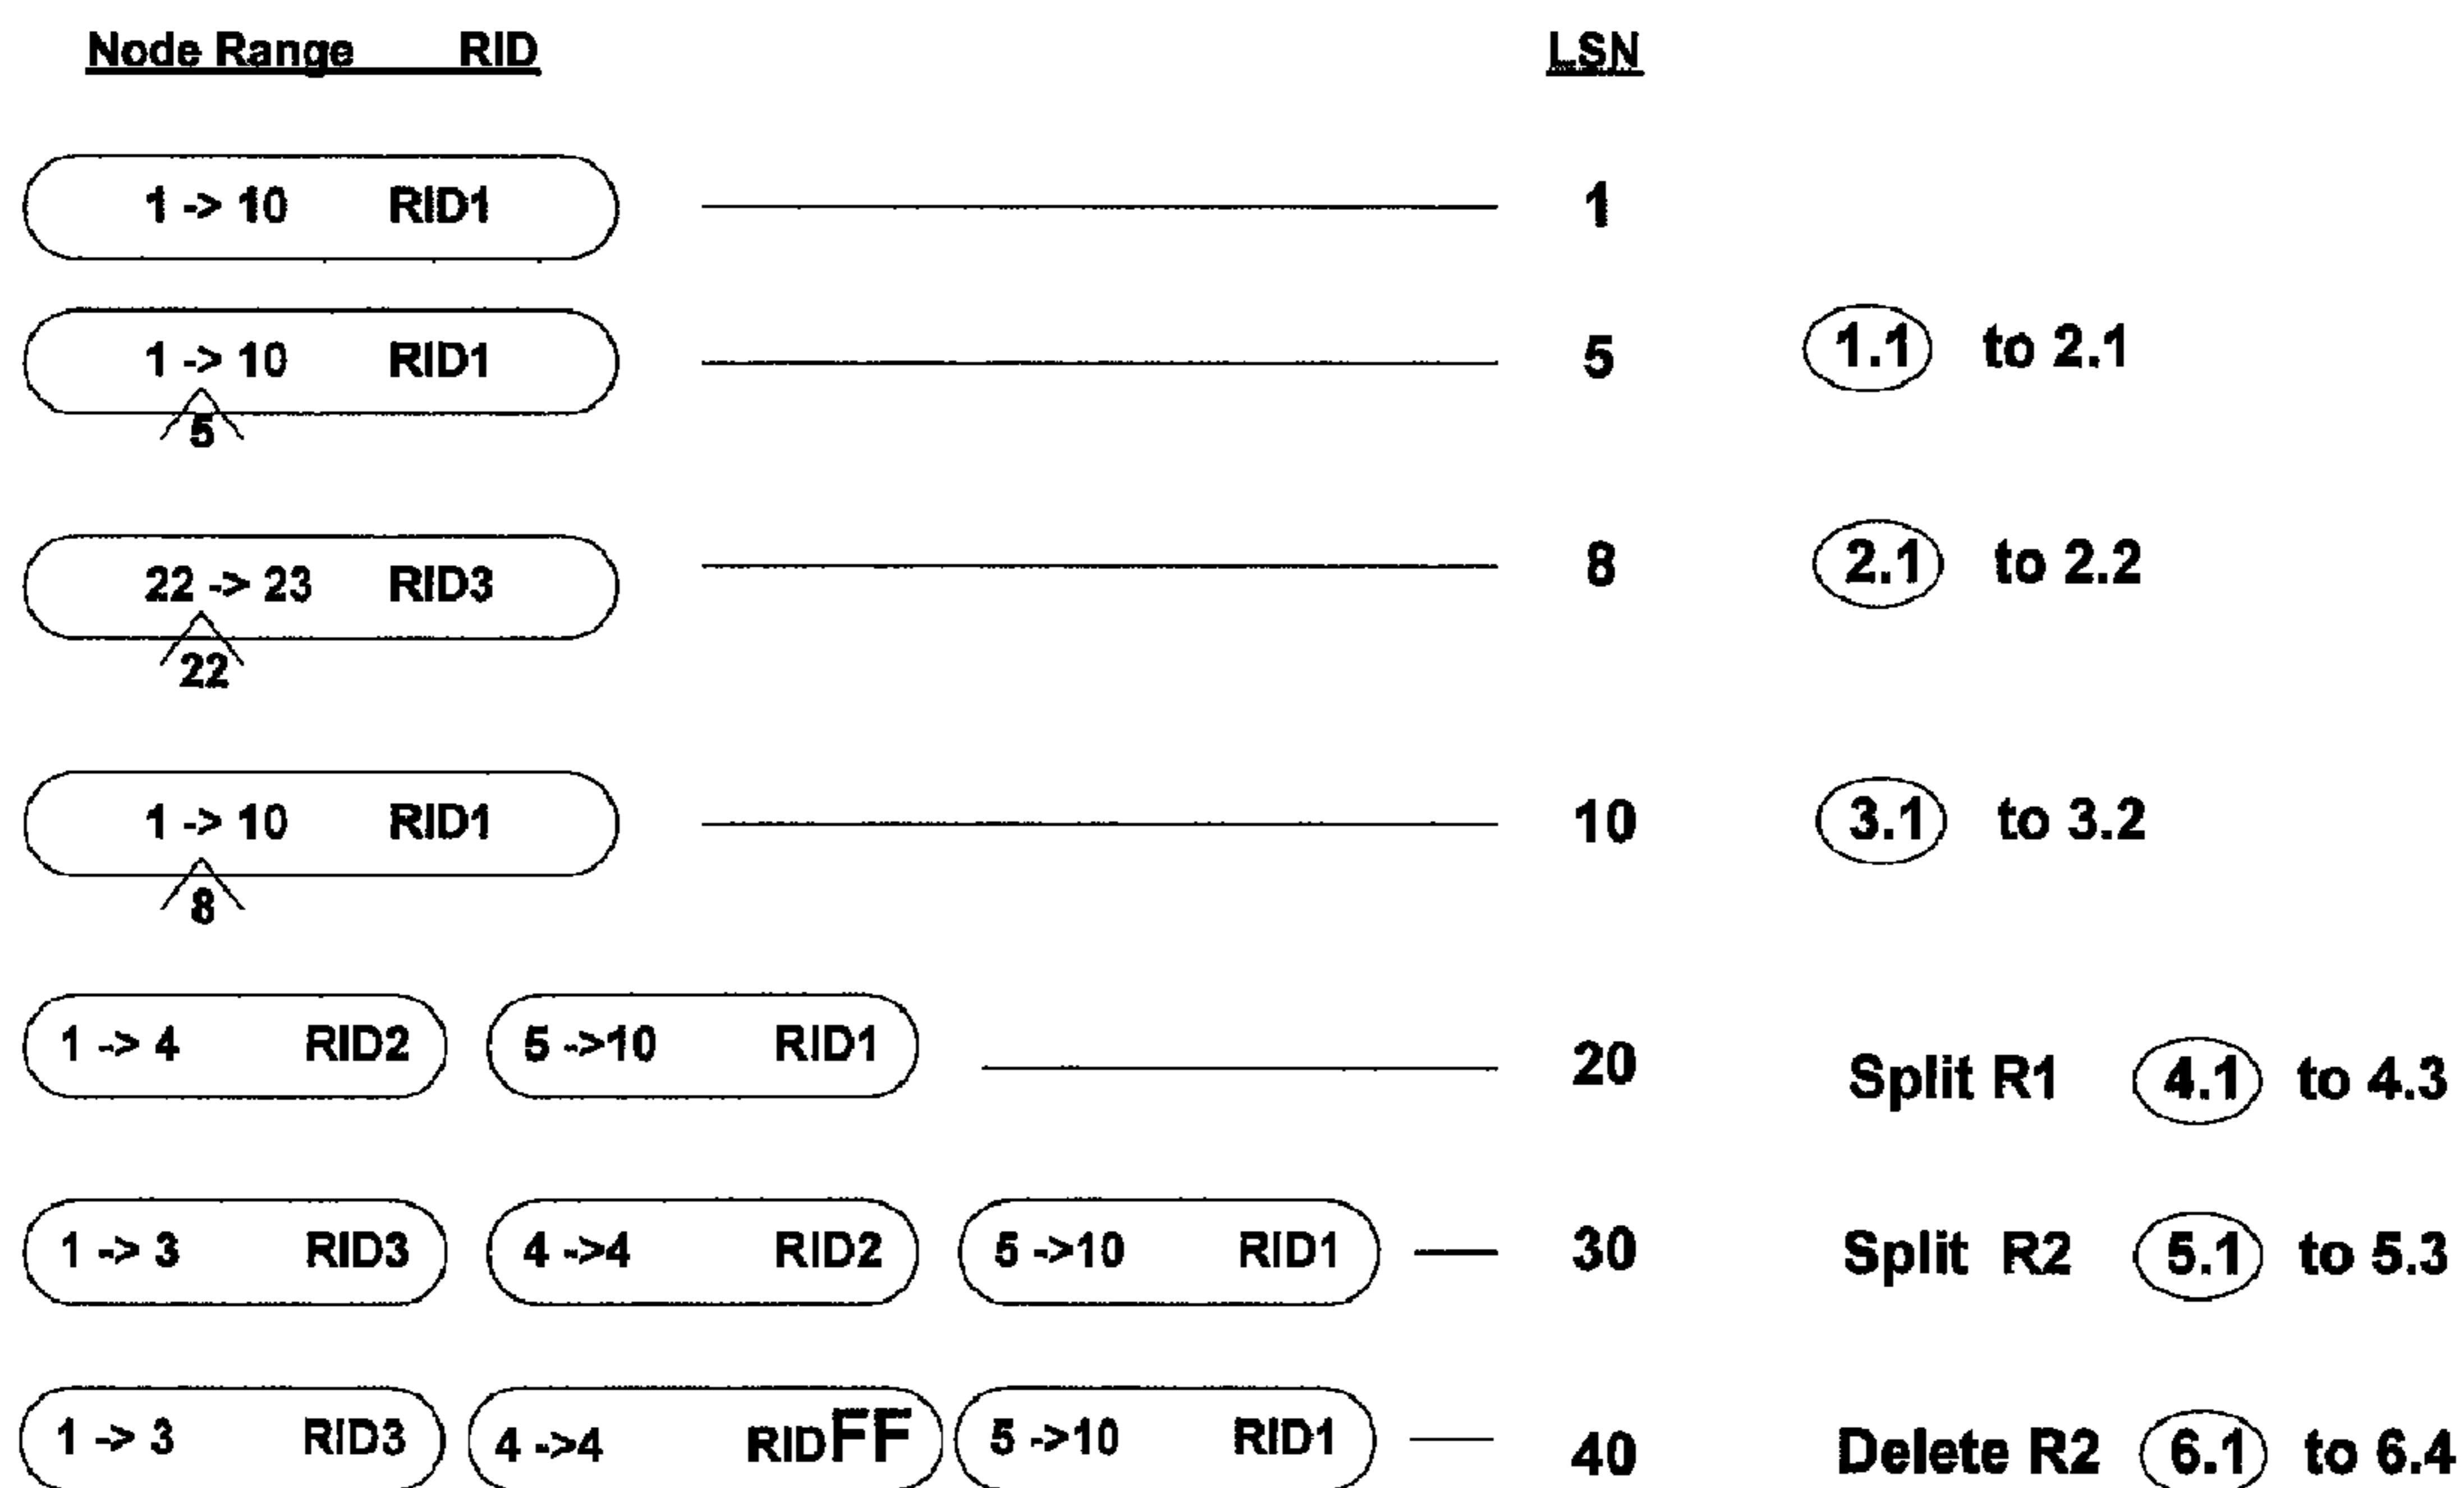 Node Range RID LSN
1 -> 10 RID1 1
1 -> 10 RID1 5 1.1 to 2.1
5
22 -> 23 RID3 8 2.1 to 2.2
22
1 -> 10 RID1 10 3.1 to 3.2
8
1 -> 4 RID2 5 ->10 RID1 20 Split R1 4.1 to 4.3
1 -> 3 RID3 4 ->4 RID2 5 ->10 RID1 30 Split R2 5.1 to 5.3
1 -> 3 RID3 4 ->4 RIDFF 5 ->10 RID1 40 Delete R2 6.1 to 6.4